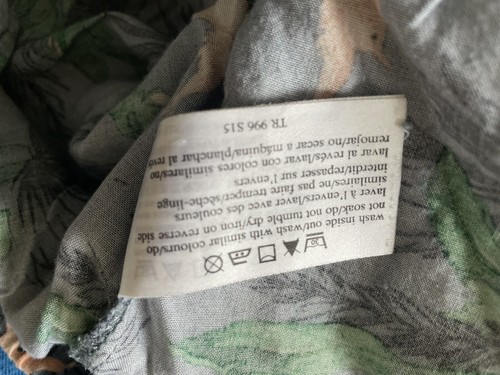 wash inside out/wash with similar colours/do
not soak/do not tumble dry/iron on reverse side
laver à l'envers/laver avec des couleurs
similaires/ne pas faire tremper/sèche-linge
interdit/repasser sur l'envers
lavar al revés/lavar con colores similares/no
remojar/no secar a máquina/planchar al revés
TR 996 S15